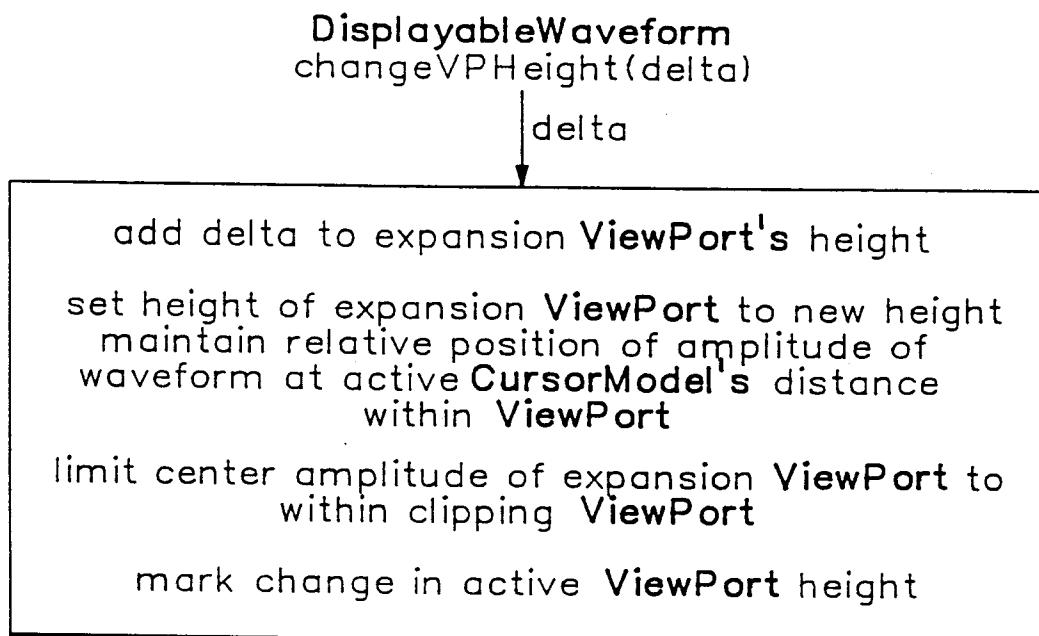 DisplayableWaveform
changeVPHeight(delta)
delta
add delta to expansion ViewPort's height
set height of expansion ViewPort to new height
maintain relative position of amplitude of
waveform at active CursorModel's distance
within ViewPort
limit center amplitude of expansion ViewPort to
within clipping ViewPort
mark change in active ViewPort height